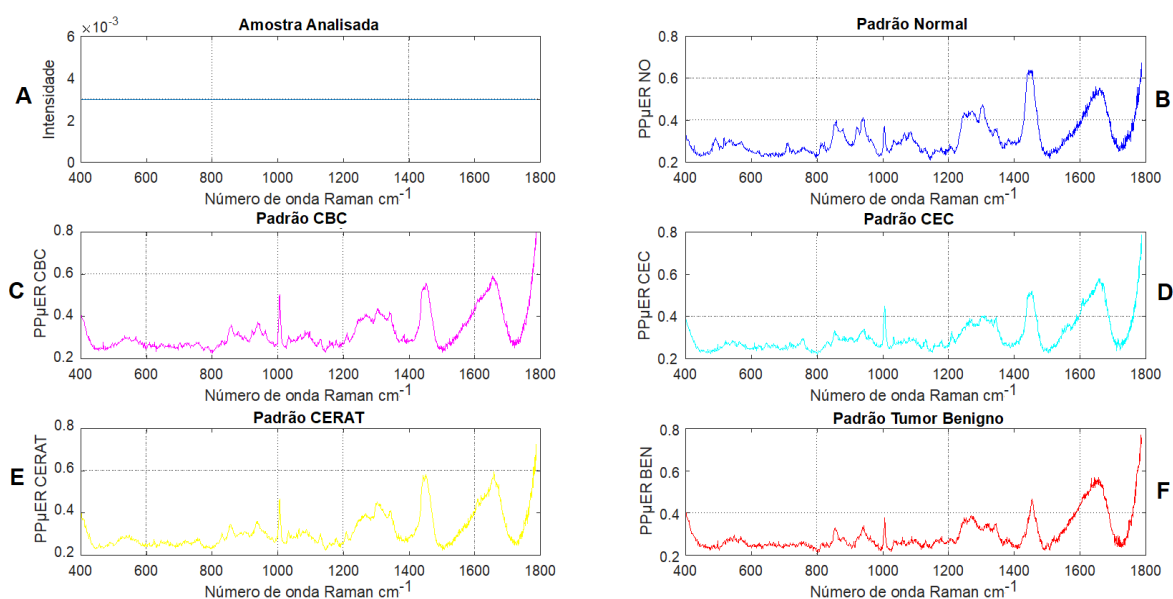 Amostra Analisada
×10⁻³
6
4
2
0
Intensidade
A
400 600 800 1000 1200 1400 1600 1800
Número de onda Raman cm⁻¹
Padrão Normal
0.8
0.6
0.4
0.2
PPµER NO
B
400 600 800 1000 1200 1400 1600 1800
Número de onda Raman cm⁻¹
Padrão CBC
0.8
0.6
0.4
0.2
PPµER CBC
C
400 600 800 1000 1200 1400 1600 1800
Número de onda Raman cm⁻¹
Padrão CEC
0.8
0.6
0.4
0.2
PPµER CEC
D
400 600 800 1000 1200 1400 1600 1800
Número de onda Raman cm⁻¹
Padrão CERAT
0.8
0.6
0.4
0.2
PPµER CERAT
E
400 600 800 1000 1200 1400 1600 1800
Número de onda Raman cm⁻¹
Padrão Tumor Benigno
0.8
0.6
0.4
0.2
PPµER BEN
F
400 600 800 1000 1200 1400 1600 1800
Número de onda Raman cm⁻¹